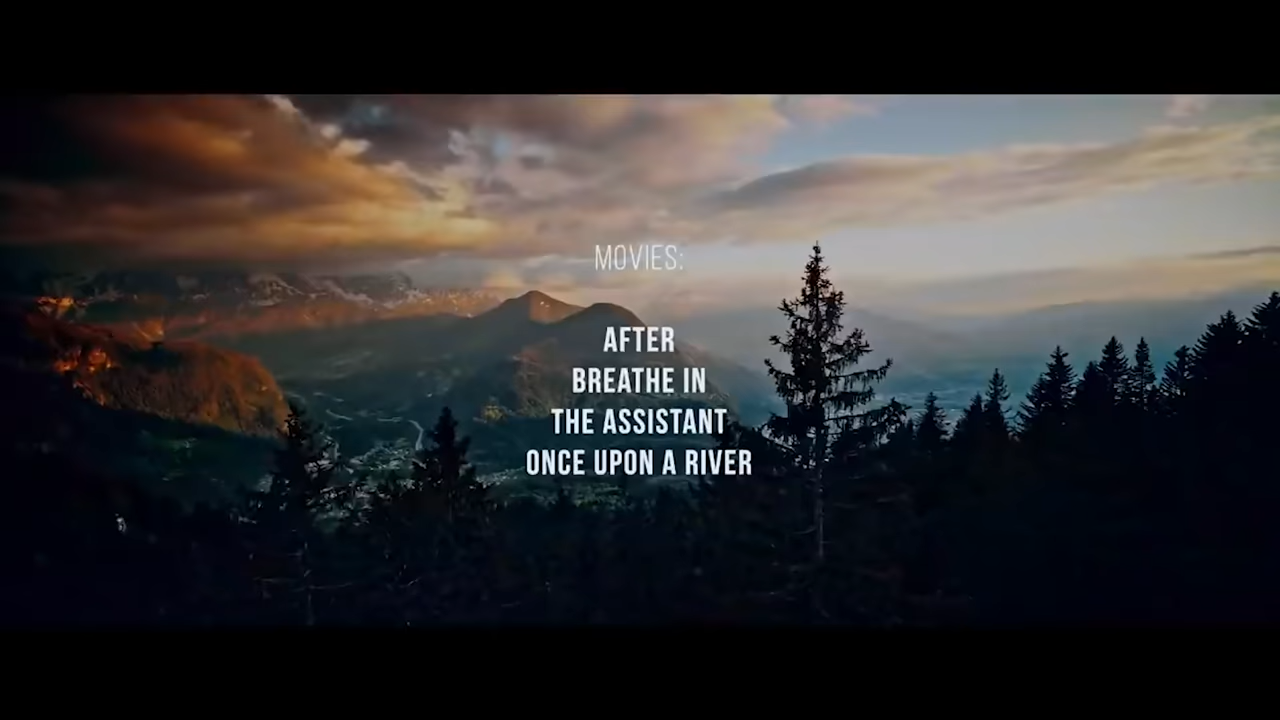 MOVIES:
AFTER
BREATHE IN
THE ASSISTANT
ONCE UPON A RIVER